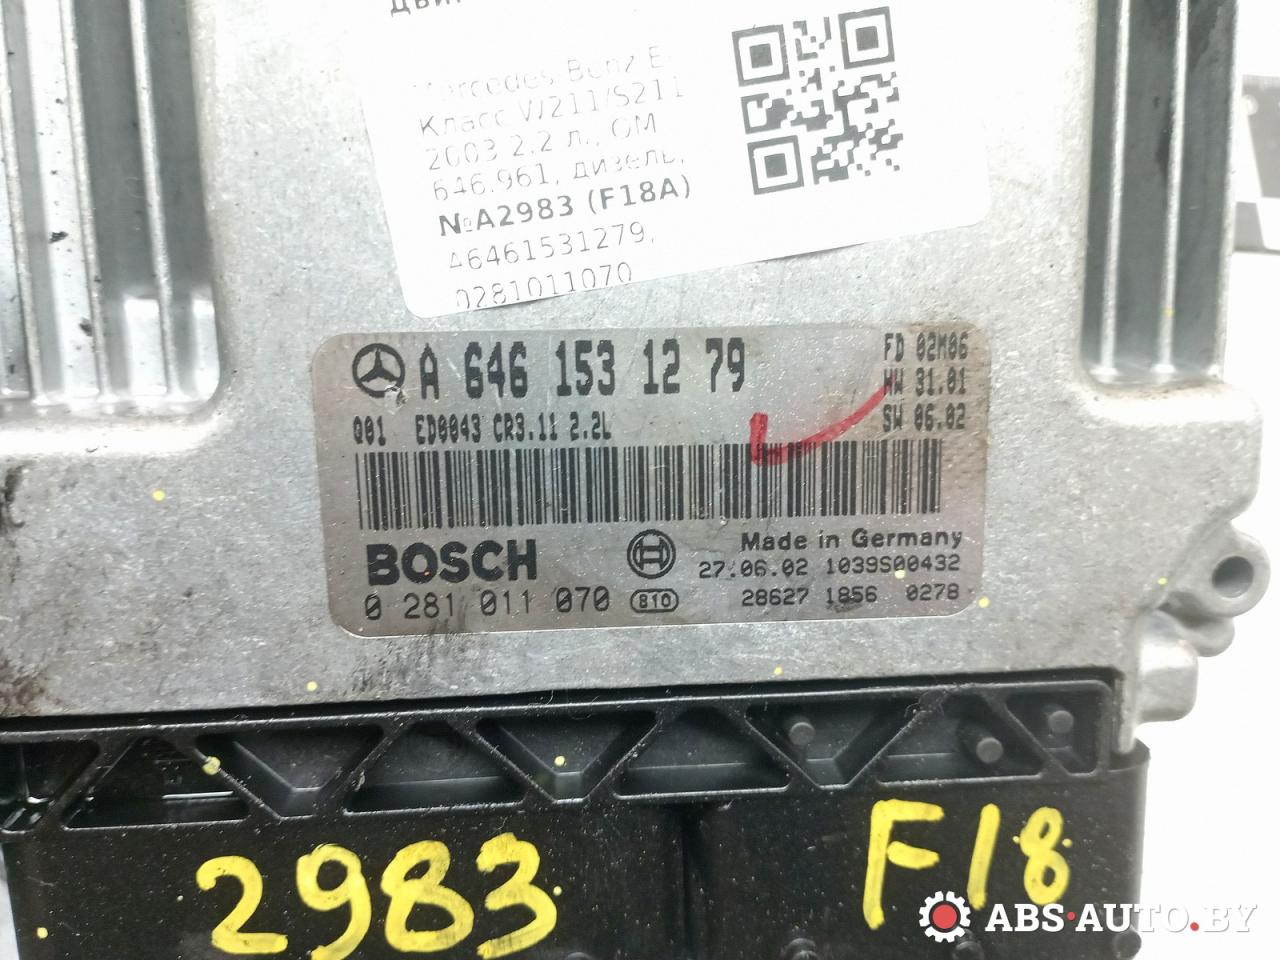 Mercedes Benz E-
Класс W211/S211
2003 2.2 л., OM
646.961, дизель,
№A2983 (F18A)
A6461531279,
0281011070
A 646 153 12 79
FD 02M06
HW 31.01
SW 06.02
Q01 ED0043 CR3.11 2.2L
BOSCH
Made in Germany
27.06.02 1039S00432
0 281 011 070 810 28627 1856 0278
2983
F18
ABS-AUTO.BY